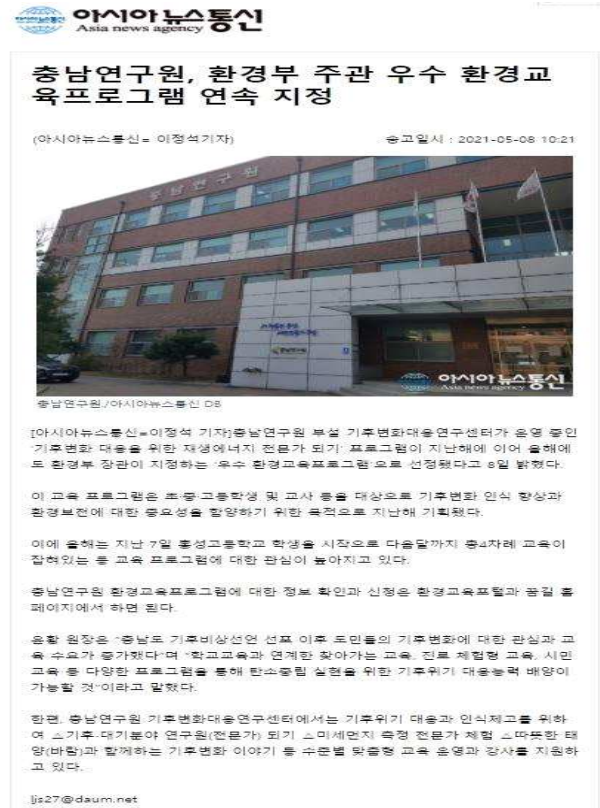 아시아뉴스통신
Asia news agency
충남연구원, 환경부 주관 우수 환경교
육프로그램 연속 지정
(아시아뉴스통신= 이정석기자)
송고일시 : 2021-05-08 10:21
충남연구원
아시아뉴스통신
Asia news agency
충남연구원./아시아뉴스통신 DB
[아시아뉴스통신=이정석 기자]충남연구원 부설 기후변화대응연구센터가 운영 중인
'기후변화 대응을 위한 재생에너지 전문가 되기' 프로그램이 지난해에 이어 올해에
도 환경부 장관이 지정하는 '우수 환경교육프로그램'으로 선정됐다고 8일 밝혔다.
이 교육 프로그램은 초·중·고등학생 및 교사 등을 대상으로 기후변화 인식 향상과
환경보전에 대한 중요성을 함양하기 위한 목적으로 지난해 기획됐다.
이에 올해는 지난 7일 홍성고등학교 학생을 시작으로 다음달까지 총4차례 교육이
잡혀있는 등 교육 프로그램에 대한 관심이 높아지고 있다.
충남연구원 환경교육프로그램에 대한 정보 확인과 신청은 환경교육포털과 꿈길 홈
페이지에서 하면 된다.
윤황 원장은 "충남도 기후비상선언 선포 이후 도민들의 기후변화에 대한 관심과 교
육 수요가 증가했다"며 "학교교육과 연계한 찾아가는 교육, 진로 체험형 교육, 시민
교육 등 다양한 프로그램을 통해 탄소중립 실현을 위한 기후위기 대응능력 배양이
가능할 것"이라고 말했다.
한편, 충남연구원 기후변화대응연구센터에서는 기후위기 대응과 인식제고를 위하
여 △기후·대기분야 연구원(전문가) 되기 △미세먼지 측정 전문가 체험 △따뜻한 태
양(바람)과 함께하는 기후변화 이야기 등 수준별 맞춤형 교육 운영과 강사를 지원하
고 있다.
ljs27@daum.net